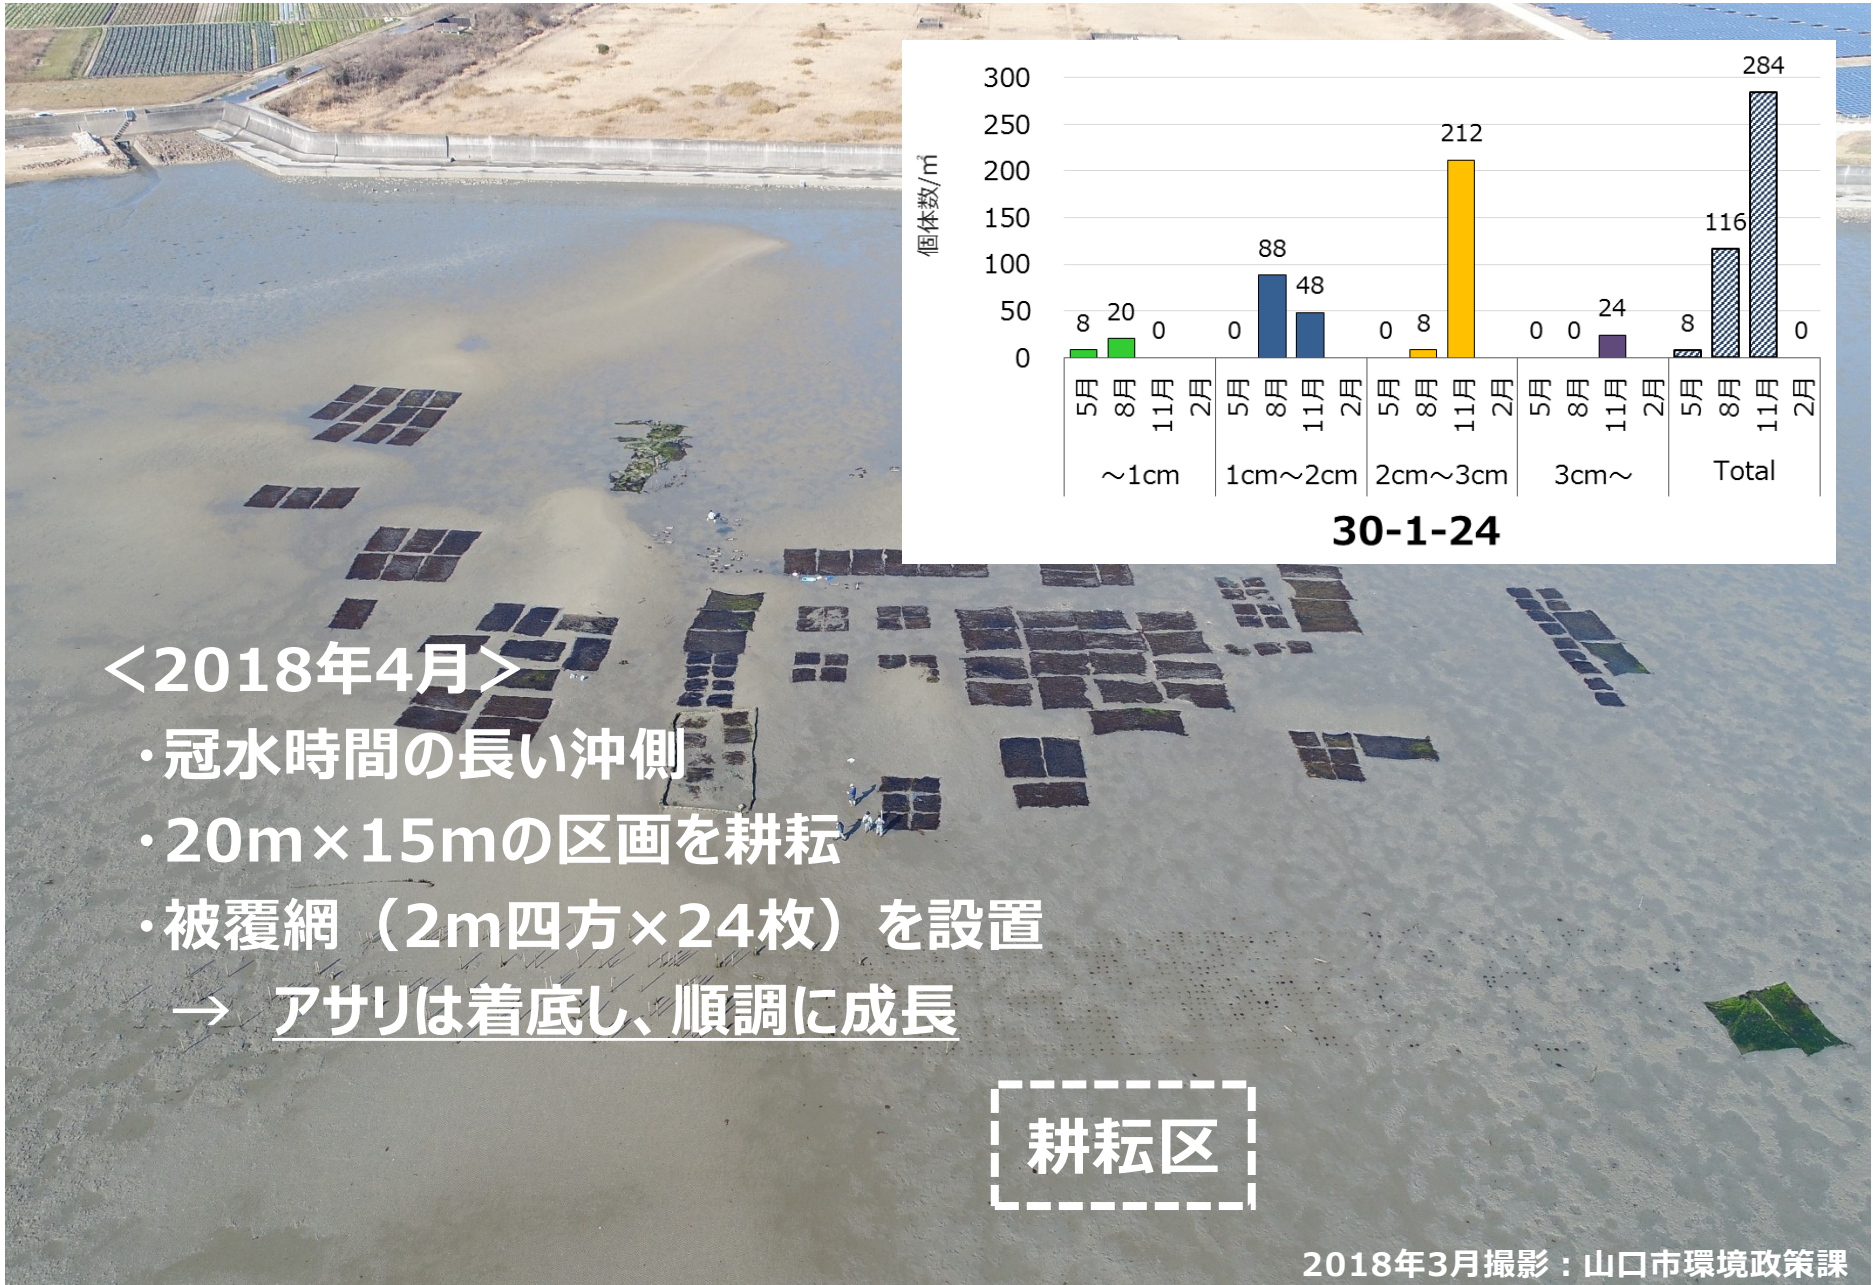 300
250
200
150
100
50
0
個体数/㎡
8 20 0
0 88 48
0 8 212
0 0 24
8 116 284 0
5月 8月 11月 2月 5月 8月 11月 2月 5月 8月 11月 2月 5月 8月 11月 2月 5月 8月 11月 2月
～1cm 1cm～2cm 2cm～3cm 3cm～ Total
30-1-24
＜2018年4月＞
・冠水時間の長い沖側
・20m×15mの区画を耕耘
・被覆網（2m四方×24枚）を設置
→ アサリは着底し、順調に成長
耕耘区
2018年3月撮影：山口市環境政策課